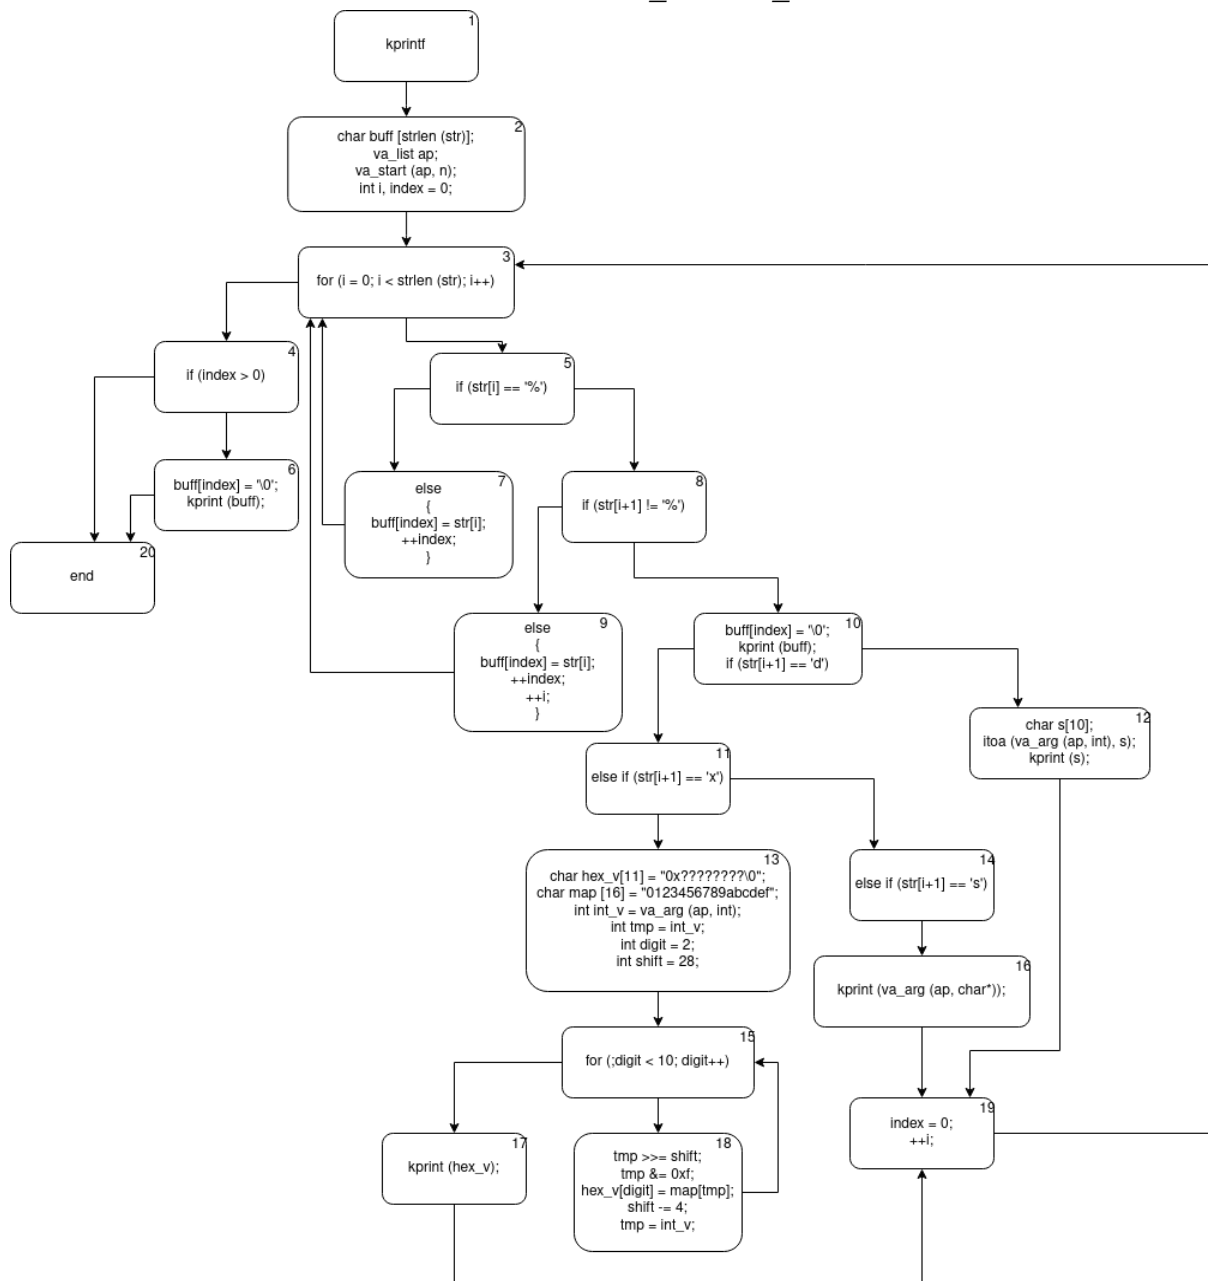 1
kprintf
2
char buff [strlen (str)];
va_list ap;
va_start (ap, n);
int i, index = 0;
3
for (i = 0; i < strlen (str); i++)
4
if (index > 0)
5
if (str[i] == '%')
6
buff[index] = '\0';
kprint (buff);
7
else
{
buff[index] = str[i];
++index;
}
8
if (str[i+1] != '%')
20
end
9
else
{
buff[index] = str[i];
++index;
++i;
}
10
buff[index] = '\0';
kprint (buff);
if (str[i+1] == 'd')
12
char s[10];
itoa (va_arg (ap, int), s);
kprint (s);
11
else if (str[i+1] == 'x')
13
char hex_v[11] = "0x????????\0";
char map [16] = "0123456789abcdef";
int int_v = va_arg (ap, int);
int tmp = int_v;
int digit = 2;
int shift = 28;
14
else if (str[i+1] == 's')
16
kprint (va_arg (ap, char*));
15
for (;digit < 10; digit++)
19
index = 0;
++i;
17
kprint (hex_v);
18
tmp >>= shift;
tmp &= 0xf;
hex_v[digit] = map[tmp];
shift -= 4;
tmp = int_v;